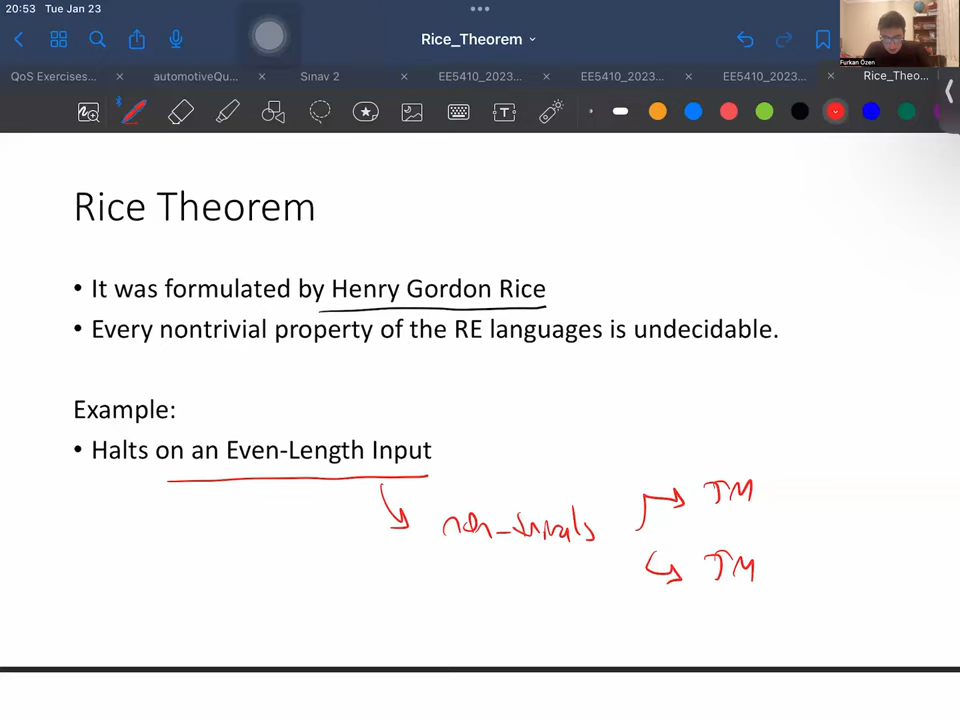 20:53 Tue Jan 23
Rice_Theorem
Furkan Özen
QoS Exercises...
automotiveQu...
Sınav 2
EE5410_2023...
EE5410_2023...
EE5410_2023...
Rice_Theo...
Rice Theorem
• It was formulated by Henry Gordon Rice
• Every nontrivial property of the RE languages is undecidable.
Example:
• Halts on an Even-Length Input
TM
TM